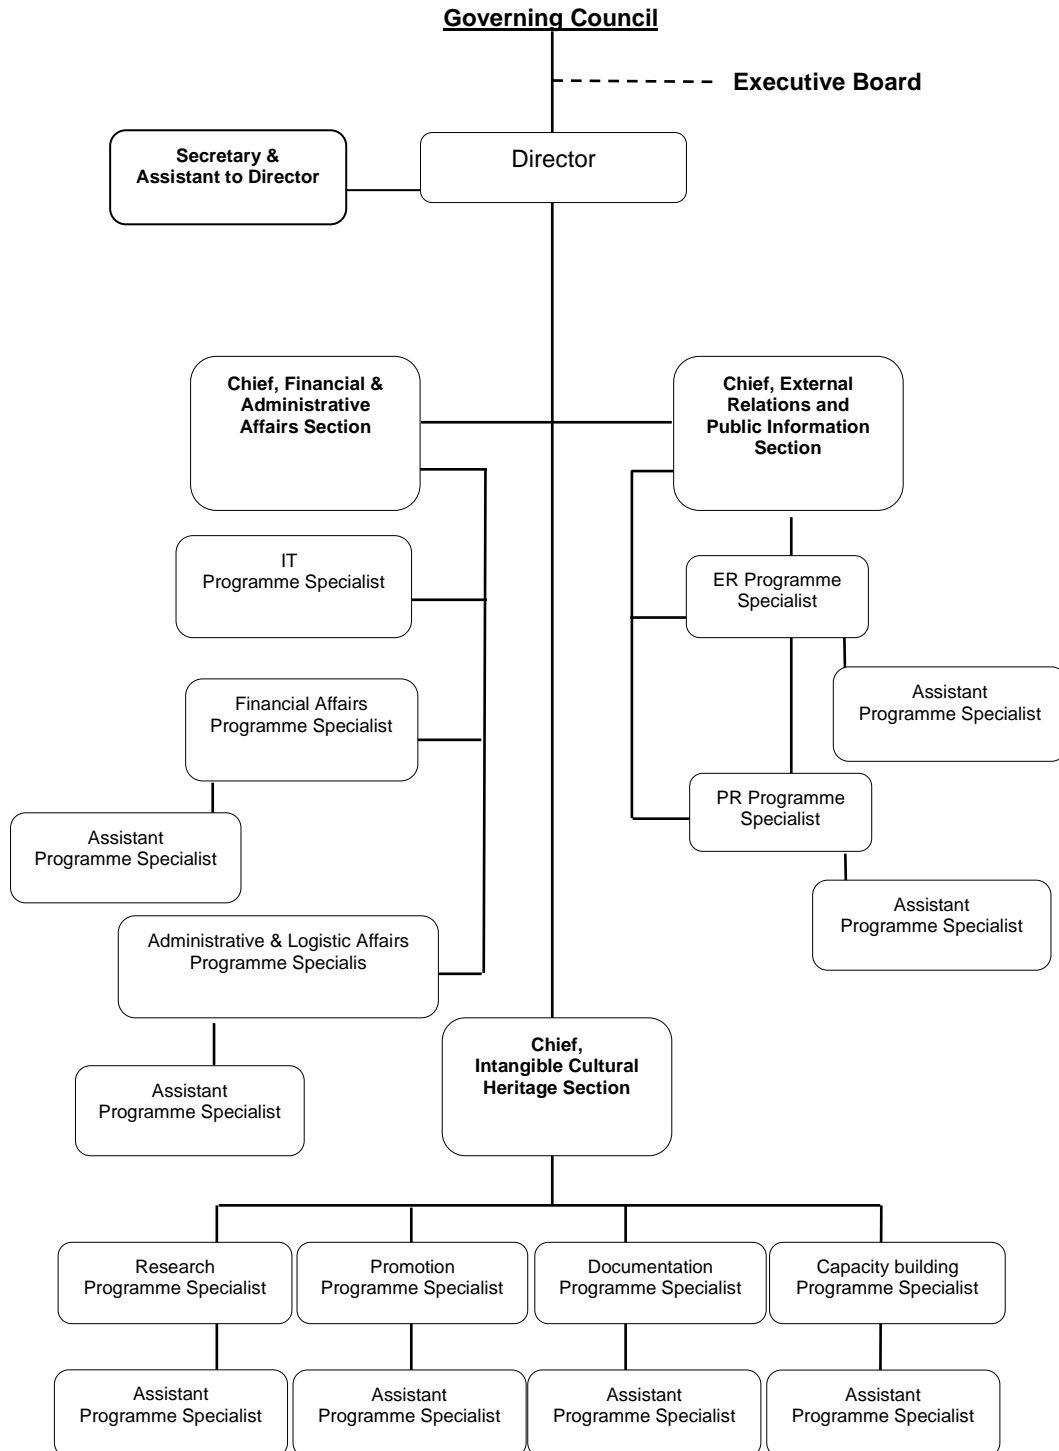 Governing Council
Executive Board
Secretary &
Assistant to Director
Director
Chief, Financial &
Administrative
Affairs Section
Chief, External
Relations and
Public Information
Section
IT
Programme Specialist
ER Programme
Specialist
Financial Affairs
Programme Specialist
Assistant
Programme Specialist
PR Programme
Specialist
Assistant
Programme Specialist
Assistant
Programme Specialist
Administrative & Logistic Affairs
Programme Specialis
Chief,
Intangible Cultural
Heritage Section
Assistant
Programme Specialist
Research
Programme Specialist
Promotion
Programme Specialist
Documentation
Programme Specialist
Capacity building
Programme Specialist
Assistant
Programme Specialist
Assistant
Programme Specialist
Assistant
Programme Specialist
Assistant
Programme Specialist